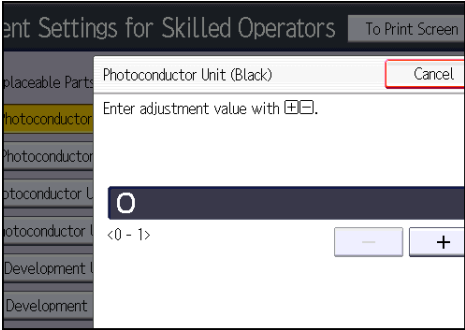 ent Settings for Skilled Operators To Print Screen
placeable Parts
Photoconductor Unit (Black) Cancel
Enter adjustment value with ⊞⊟.
hotoconductor
Photoconductor
otoconductor U
0
otoconductor U
<0 - 1> − +
Development U
Development